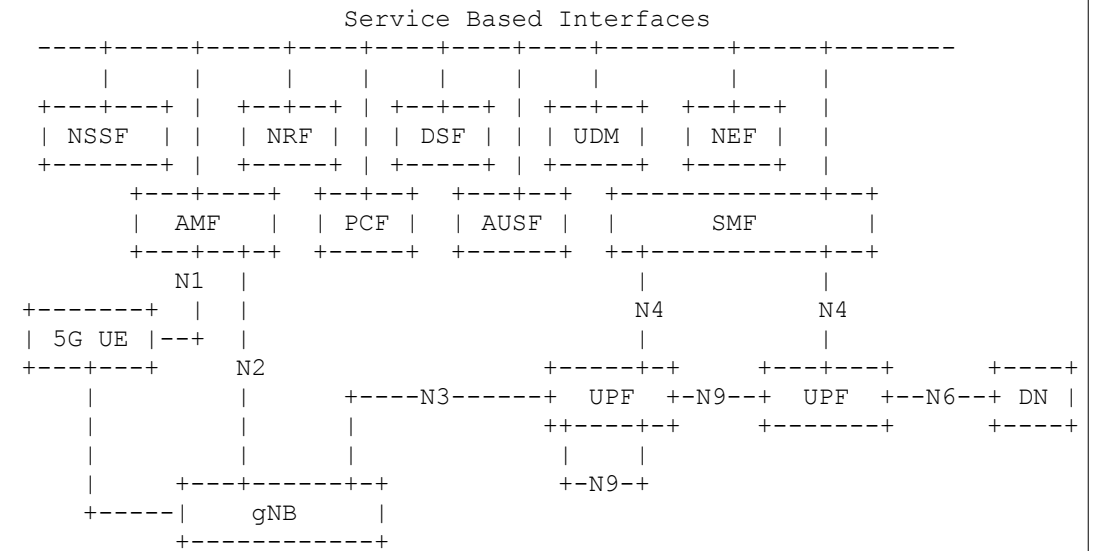 Service Based Interfaces
NSSF NRF DSF UDM NEF
AMF PCF AUSF SMF
N1
N4 N4
5G UE
N2
N3 UPF N9 UPF N6 DN
N9
gNB